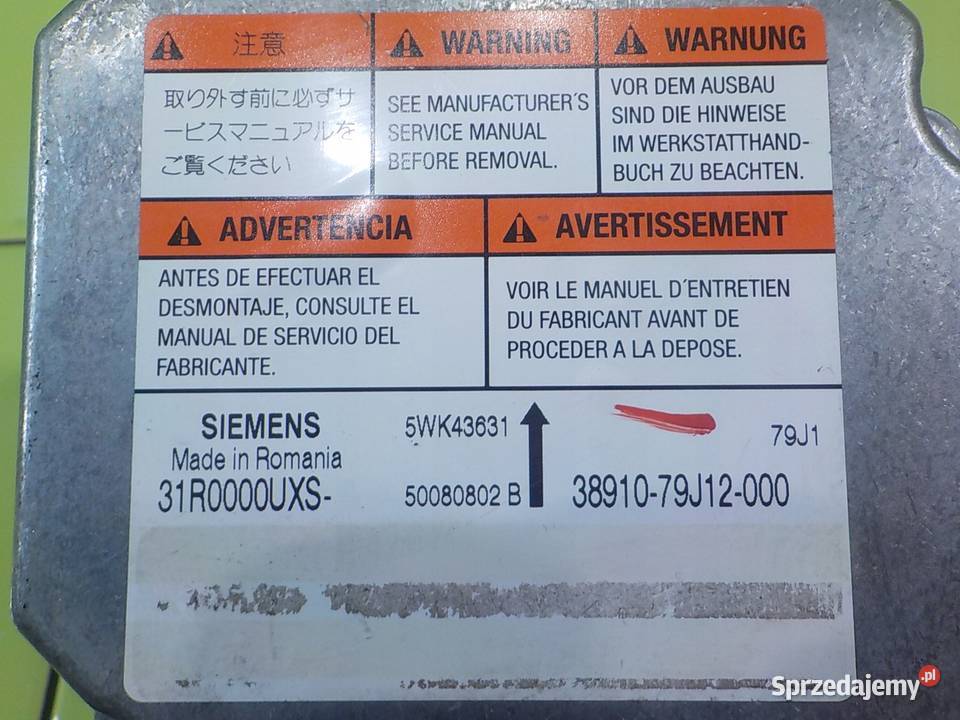 注意
取り外す前に必ずサ
ービスマニュアルを
ご覧ください
WARNING
SEE MANUFACTURER´S
SERVICE MANUAL
BEFORE REMOVAL.
WARNUNG
VOR DEM AUSBAU
SIND DIE HINWEISE
IM WERKSTATTHAND-
BUCH ZU BEACHTEN.
ADVERTENCIA
ANTES DE EFECTUAR EL
DESMONTAJE, CONSULTE EL
MANUAL DE SERVICIO DEL
FABRICANTE.
AVERTISSEMENT
VOIR LE MANUEL D´ENTRETIEN
DU FABRICANT AVANT DE
PROCEDER A LA DEPOSE.
SIEMENS
Made in Romania
31R0000UXS-
5WK43631
50080802 B
79J1
38910-79J12-000
Sprzedajemy.pl